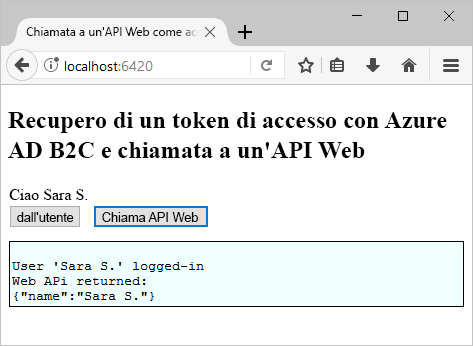 Chiamata a un'API Web come acc
localhost:6420
Recupero di un token di accesso con Azure
AD B2C e chiamata a un'API Web
Ciao Sara S.
dall'utente Chiama API Web
User 'Sara S.' logged-in
Web APi returned:
{"name":"Sara S."}